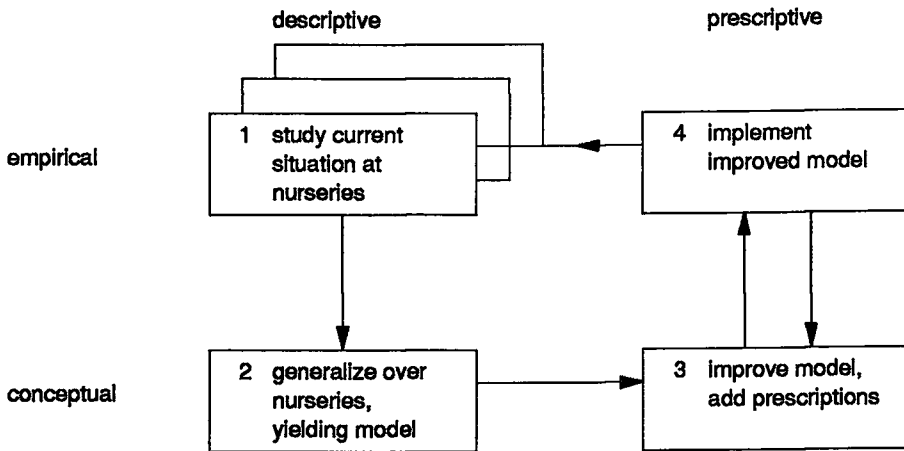 descriptive
prescriptive
empirical
1 study current
situation at
nurseries
4 implement
improved model
conceptual
2 generalize over
nurseries,
yielding model
3 improve model,
add prescriptions